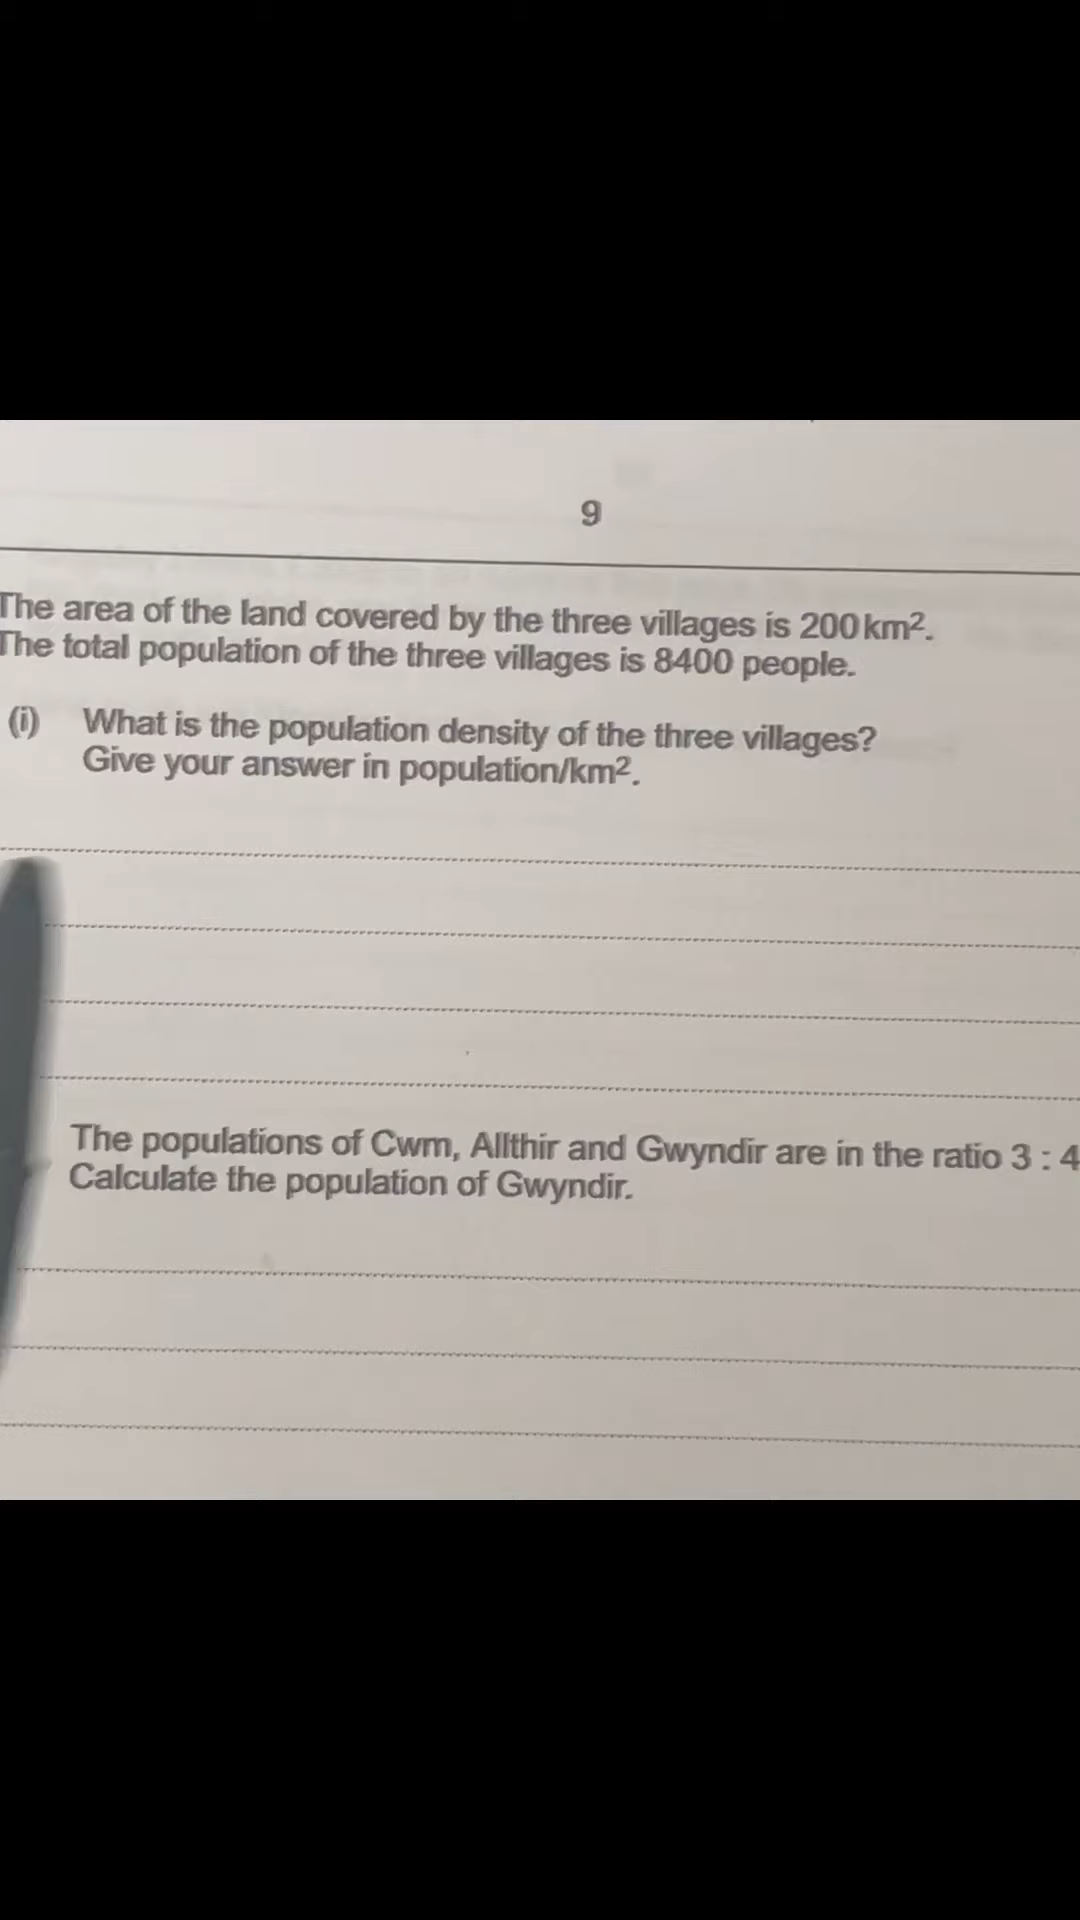 9
The area of the land covered by the three villages is 200 km².
The total population of the three villages is 8400 people.
(i) What is the population density of the three villages?
Give your answer in population/km².
The populations of Cwm, Allthir and Gwyndir are in the ratio 3 : 4
Calculate the population of Gwyndir.